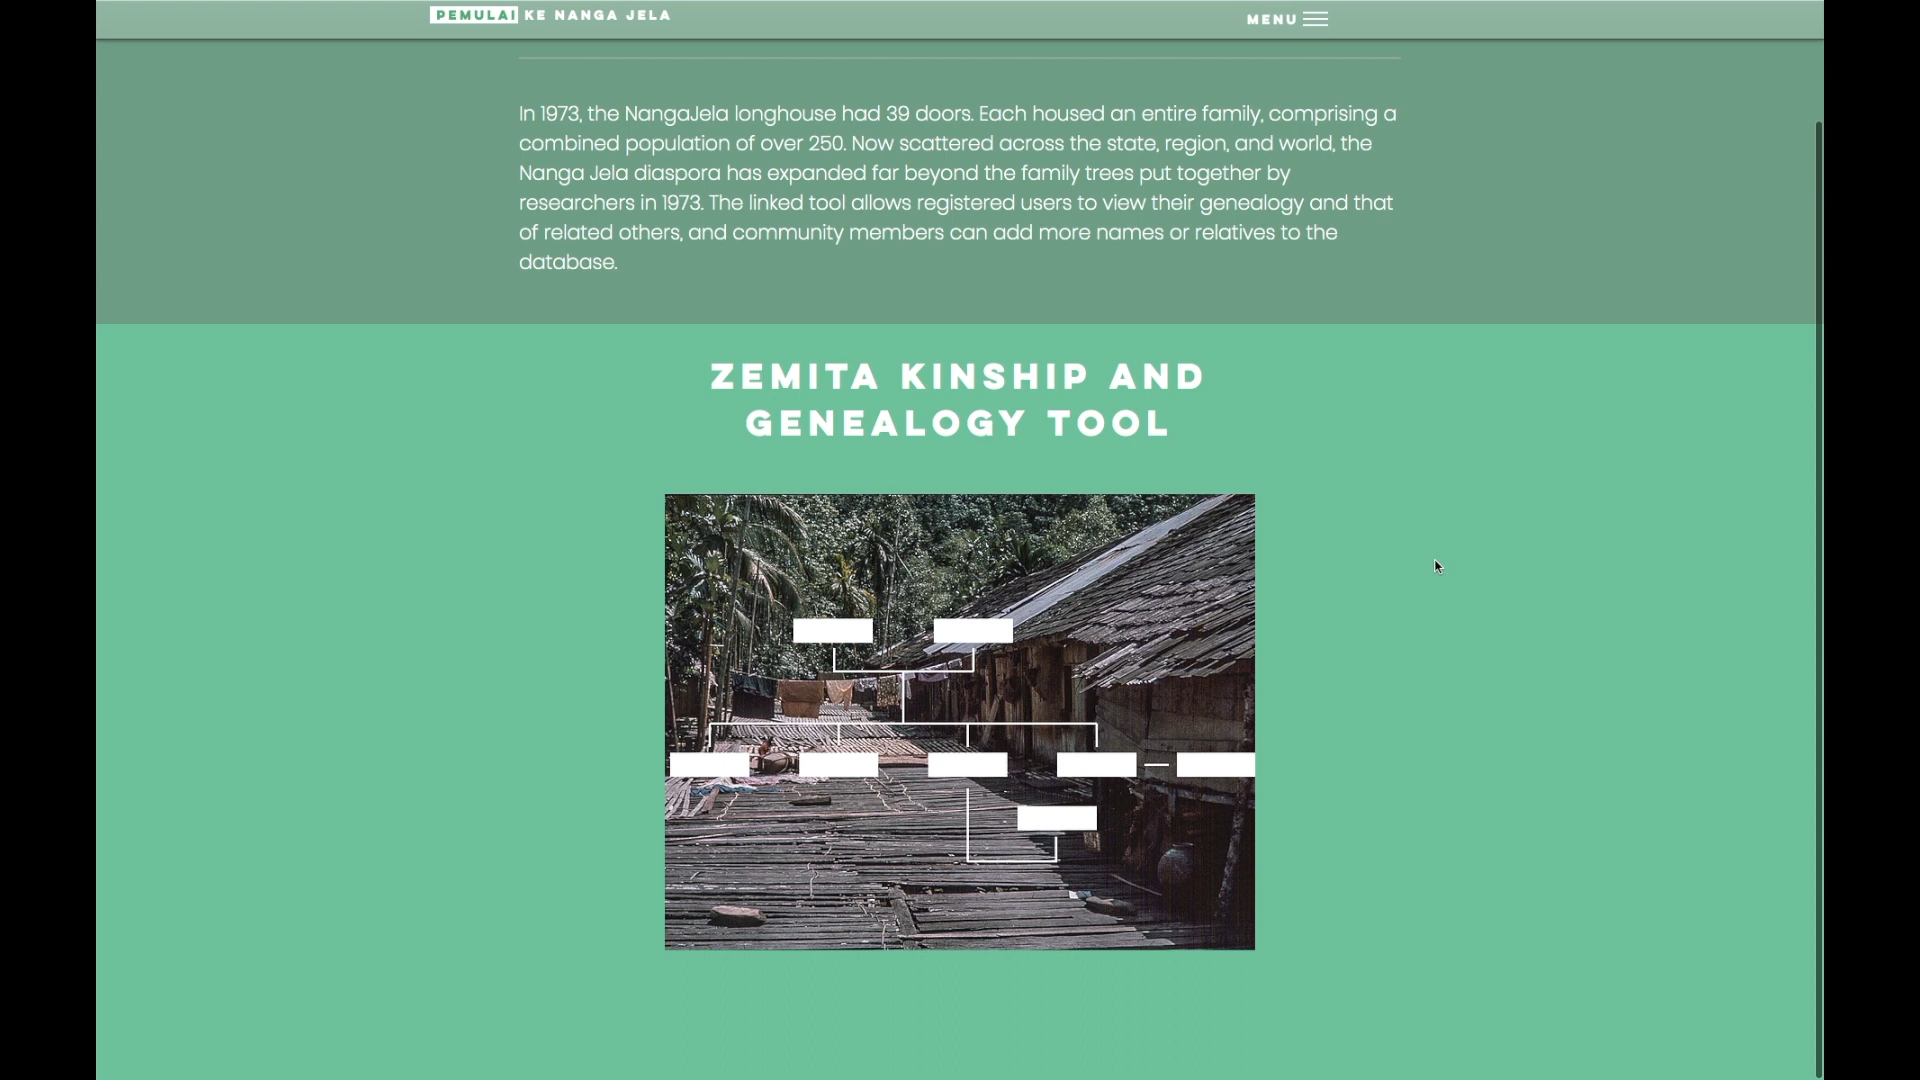 PEMULAI KE NANGA JELA
MENU
In 1973, the NangaJela longhouse had 39 doors. Each housed an entire family, comprising a
combined population of over 250. Now scattered across the state, region, and world, the
Nanga Jela diaspora has expanded far beyond the family trees put together by
researchers in 1973. The linked tool allows registered users to view their genealogy and that
of related others, and community members can add more names or relatives to the
database.
ZEMITA KINSHIP AND
GENEALOGY TOOL